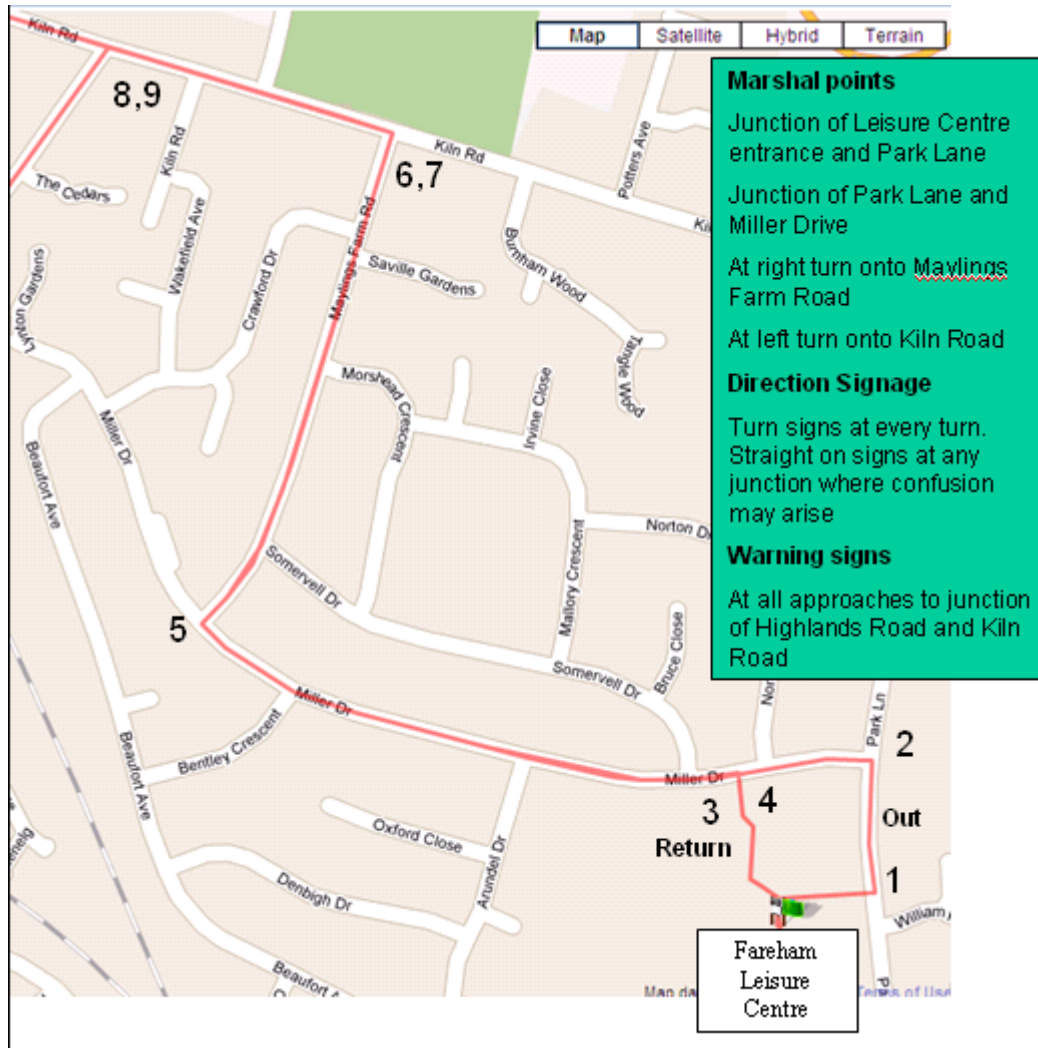 Kiln Rd
Map
Satellite
Hybrid
Terrain
Marshal points
Junction of Leisure Centre
entrance and Park Lane
Junction of Park Lane and
Miller Drive
At right turn onto Maylings
Farm Road
At left turn onto Kiln Road
Direction Signage
Turn signs at every turn.
Straight on signs at any
junction where confusion
may arise
Warning signs
At all approaches to junction
of Highlands Road and Kiln
Road
8,9
Kiln Rd
Kiln Rd
Potters Ave
6,7
The Cedars
Wakefield Ave
Maylings Farm Rd
Burnham Wood
Saville Gardens
Crawford Dr
Lynton Gardens
Tangle Wood
Morshead Crescent
Irvine Close
Miller Dr
Beaufort Ave
Norton Dr
Mallory Crescent
Somervell Dr
5
Somervell Dr
Bruce Close
Miller Dr
Park Ln
2
Bentley Crescent
Beaufort Ave
Miller Dr
3
4
Out
Return
Oxford Close
Arundel Dr
1
Denbigh Dr
William
Fareham
Leisure
Centre
Beaufort A
Map da
Terms of Use